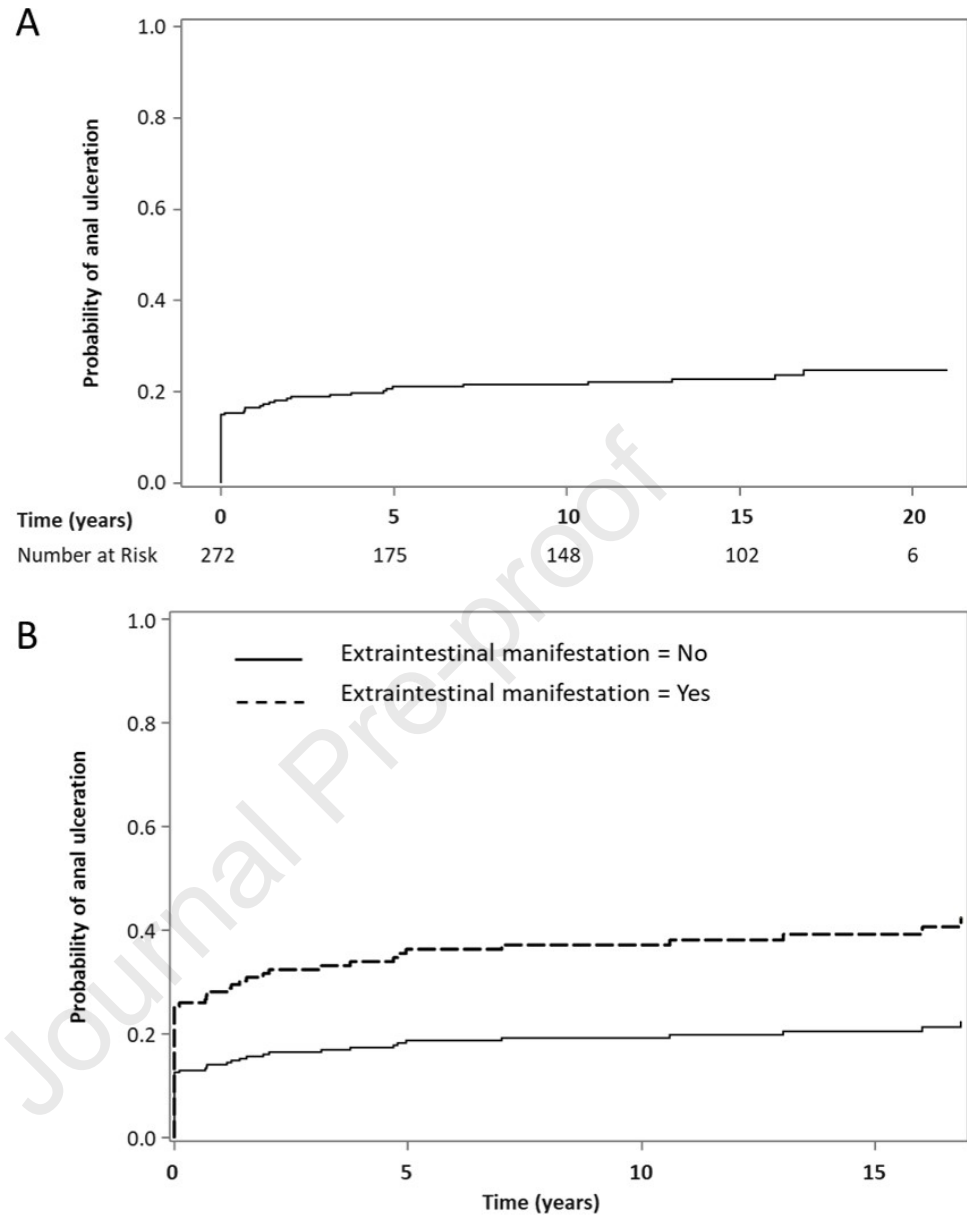 A
1.0
0.8
0.6
0.4
0.2
0.0
Probability of anal ulceration
0 5 10 15 20
Time (years)
Number at Risk 272 175 148 102 6
B
1.0
0.8
0.6
0.4
0.2
0.0
Probability of anal ulceration
Extraintestinal manifestation = No
Extraintestinal manifestation = Yes
0 5 10 15
Time (years)
Journal Pre-proof